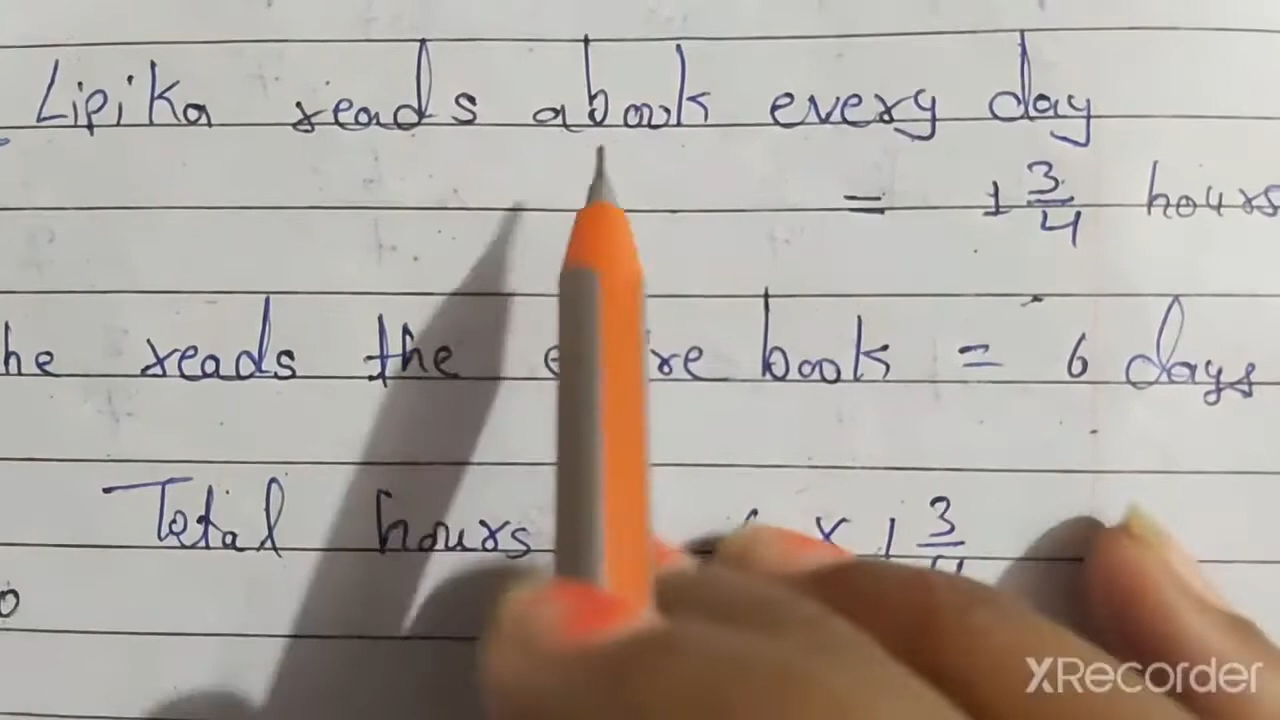 Lipika reads a book every day
= 1 3/4 hours
he reads the book = 6 days
Total hours × 1 3/4
XRecorder